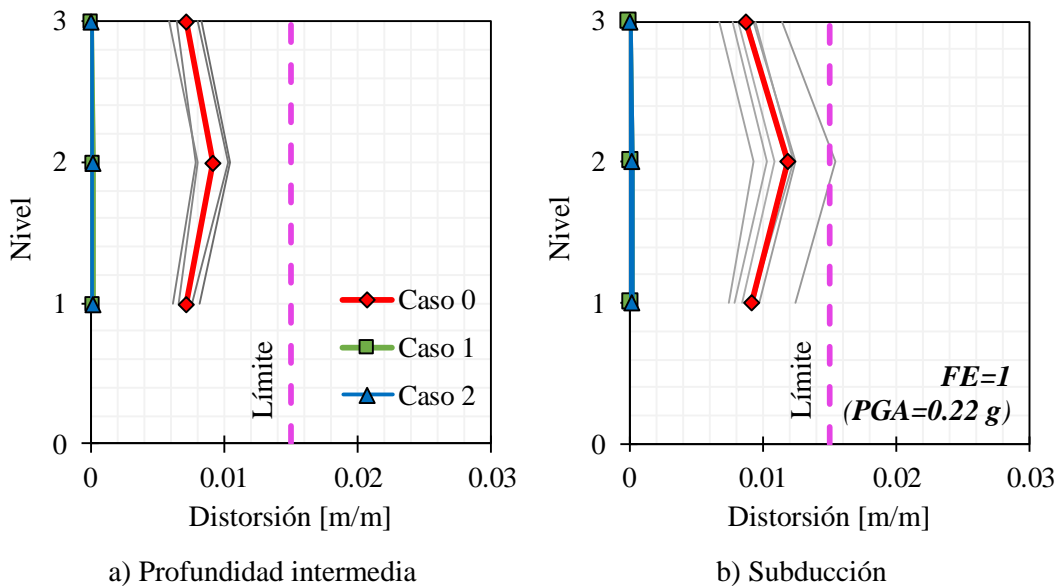 3
2
1
0
Nivel
0
0.01
0.02
0.03
Distorsión [m/m]
Límite
Caso 0
Caso 1
Caso 2
a) Profundidad intermedia
3
2
1
0
Nivel
0
0.01
0.02
0.03
Distorsión [m/m]
Límite
FE=1
(PGA=0.22 g)
b) Subducción